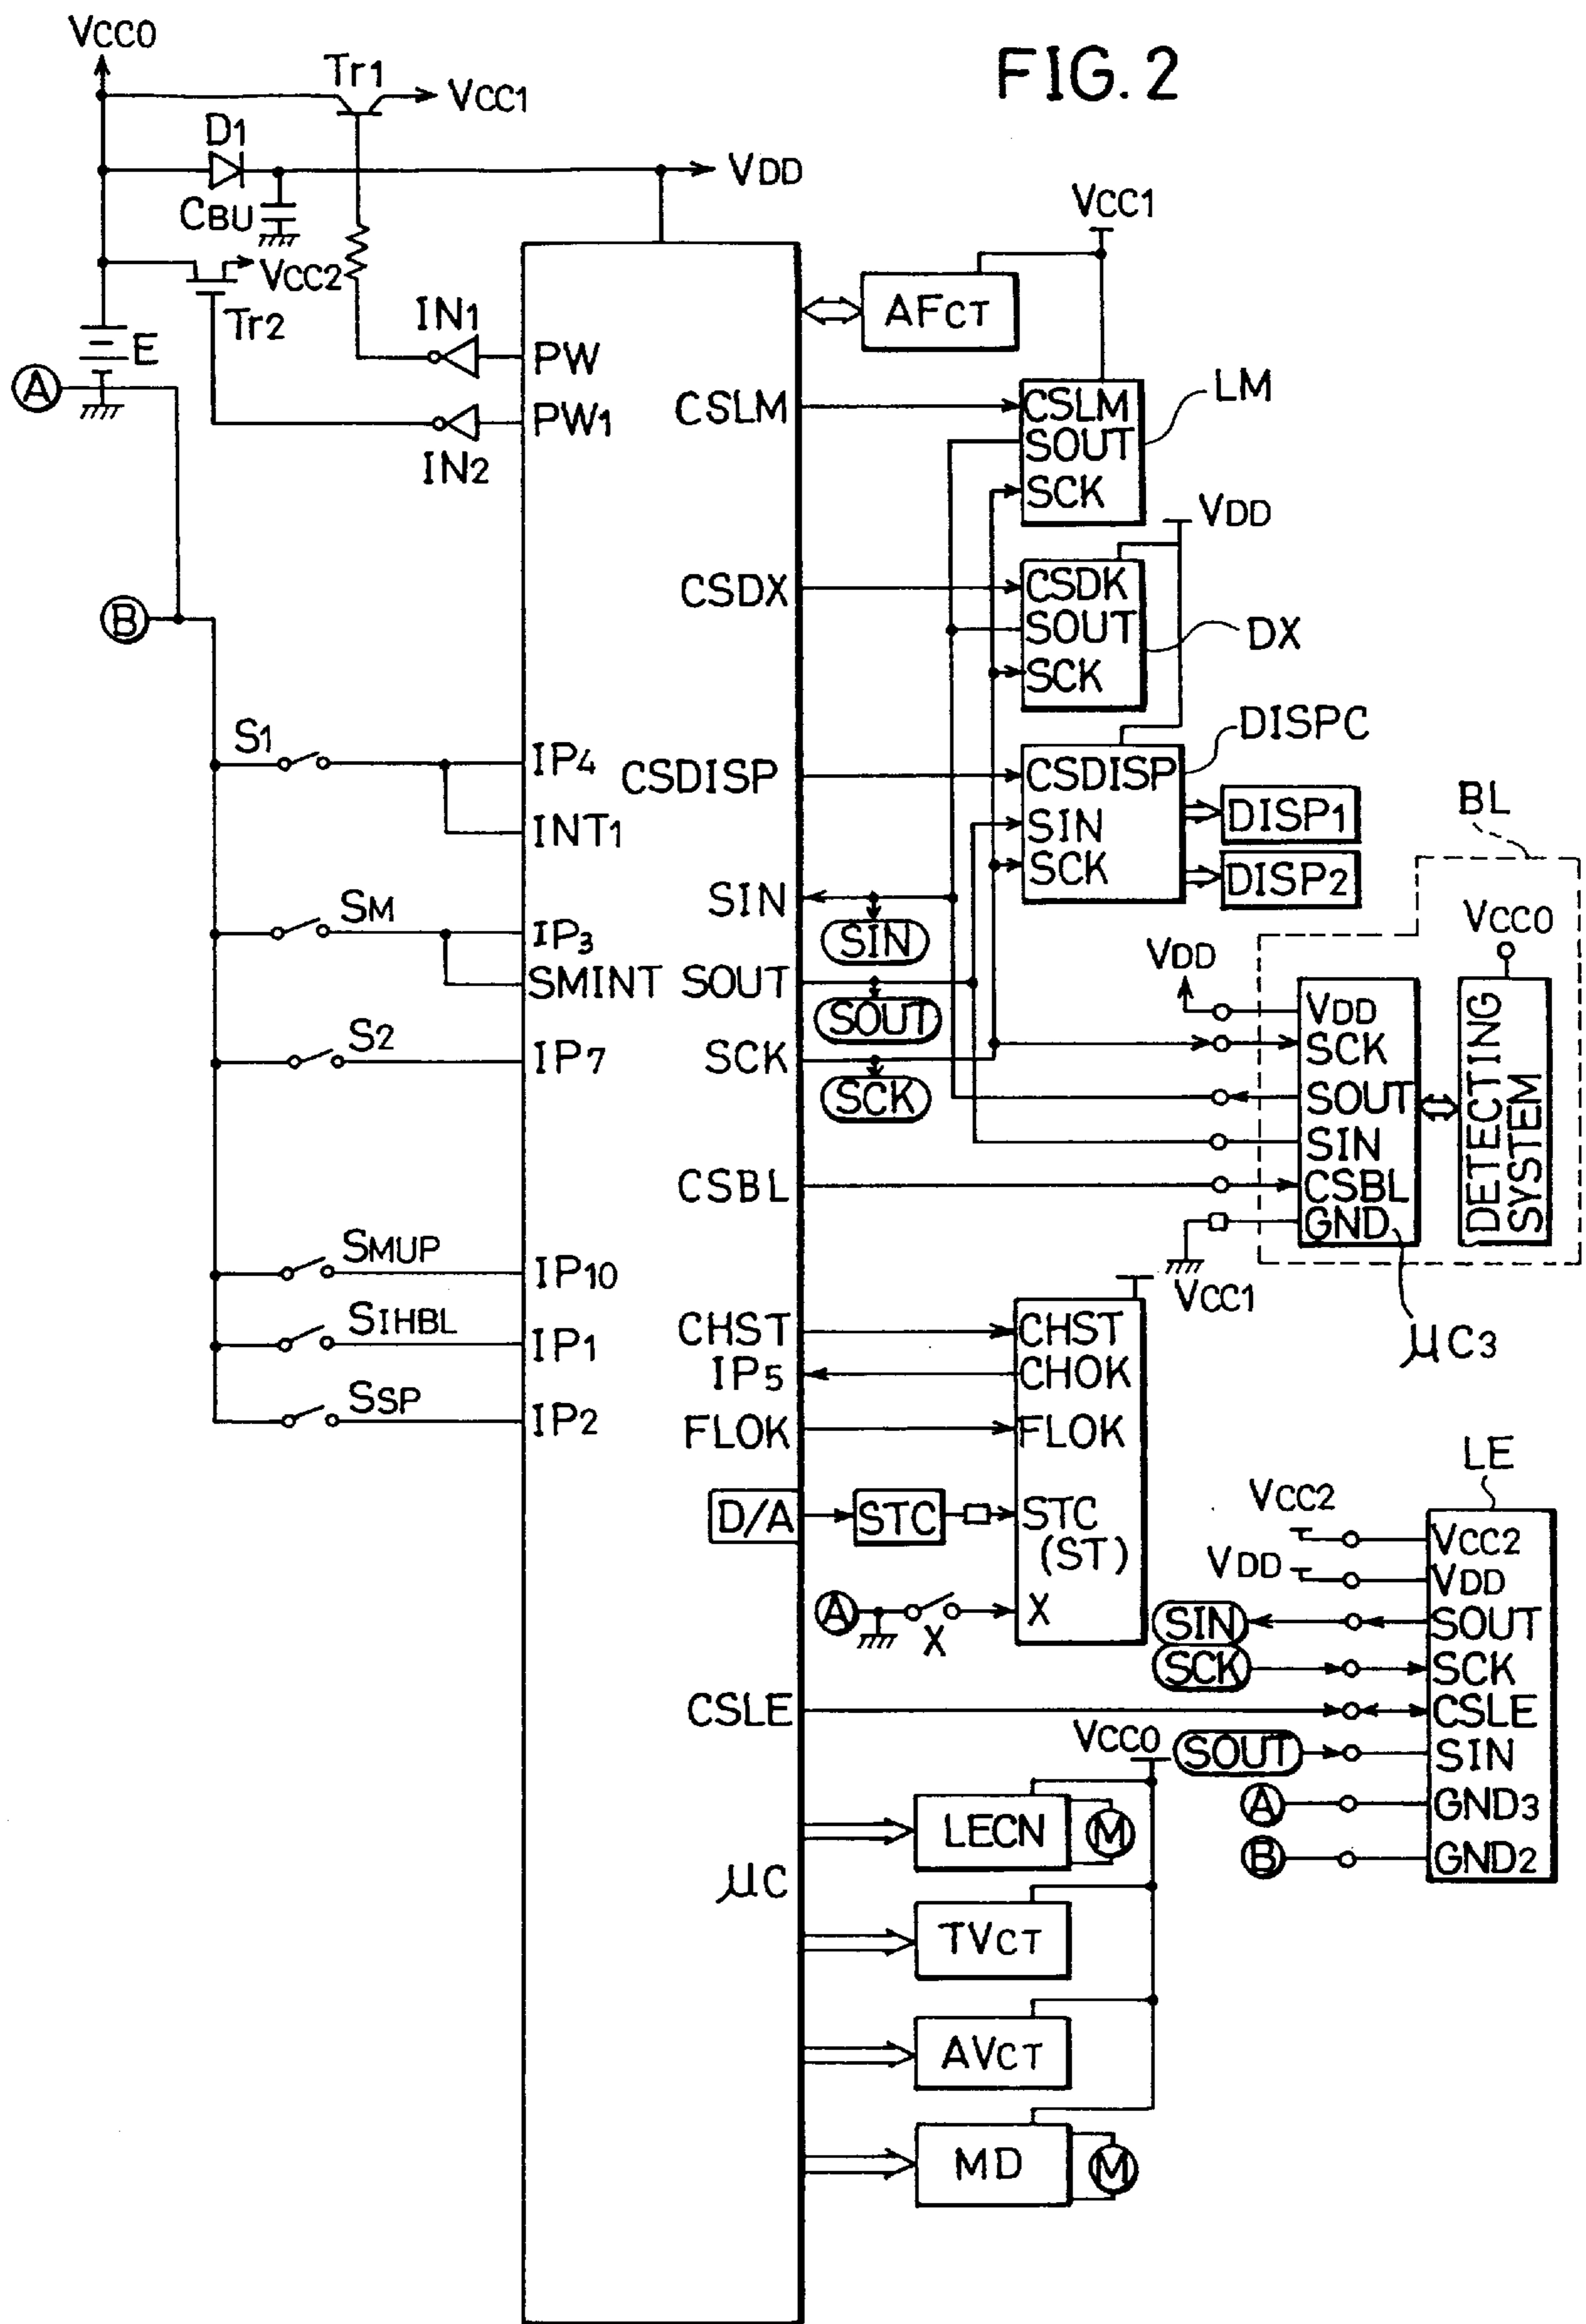 FIG. 2
VCC0
Tr1
VCC1
D1
VDD
CBU
VCC2
Tr2
E
A
IN1
PW
PW1
IN2
B
S1
IP4
INT1
SM
IP3
SMINT
S2
IP7
SMUP
IP10
SIHBL
IP1
SSP
IP2
CSLM
CSDX
CSDISP
SIN
SOUT
SCK
CSBL
CHST
IP5
FLOK
D/A
CSLE
μC
VCC1
AFCT
CSLM
SOUT
SCK
LM
VDD
CSDK
SOUT
SCK
DX
DISPC
CSDISP
SIN
SCK
DISP1
DISP2
SIN
SOUT
SCK
BL
VCC0
VDD
VDD
SCK
SOUT
SIN
CSBL
GND
DETECTING
SYSTEM
μC3
VCC1
CHST
CHOK
FLOK
STC
STC
(ST)
A
X
X
LE
VCC2
VCC2
VDD
VDD
SIN
SOUT
SCK
SCK
CSLE
SOUT
SIN
A
GND3
B
GND2
VCC0
LECN
M
TVCT
AVCT
MD
M